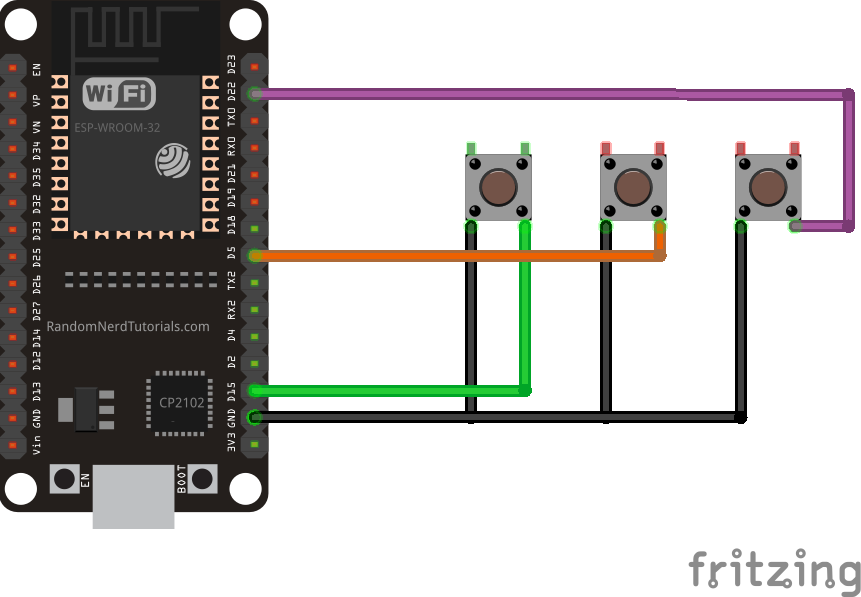 EN
VP
VN
D34
D35
D32
D33
D25
D26
D27
D14
D12
D13
GND
Vin
WiFi
ESP-WROOM-32
RandomNerdTutorials.com
CP2102
EN
BOOT
D23
D22
TX0
RX0
D21
D19
D18
D5
TX2
RX2
D4
D2
D15
GND
3V3
fritzing